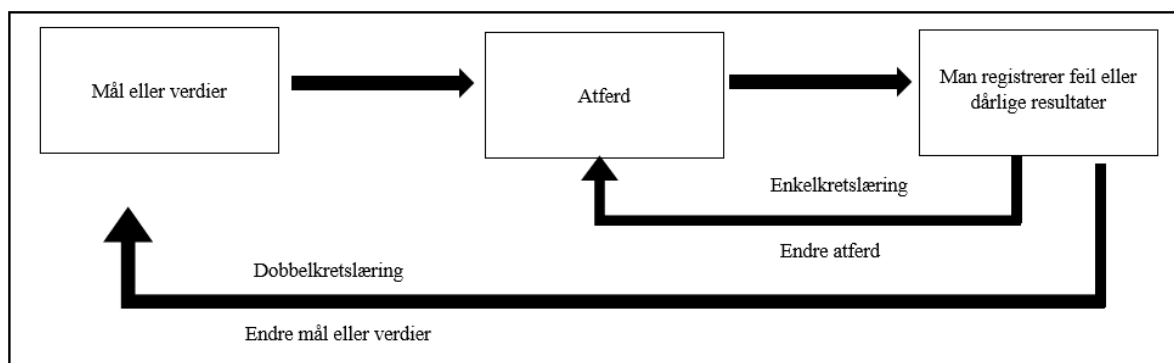 Mål eller verdier
Atferd
Man registrerer feil eller
dårlige resultater
Enkelkretslæring
Endre atferd
Dobbelkretslæring
Endre mål eller verdier